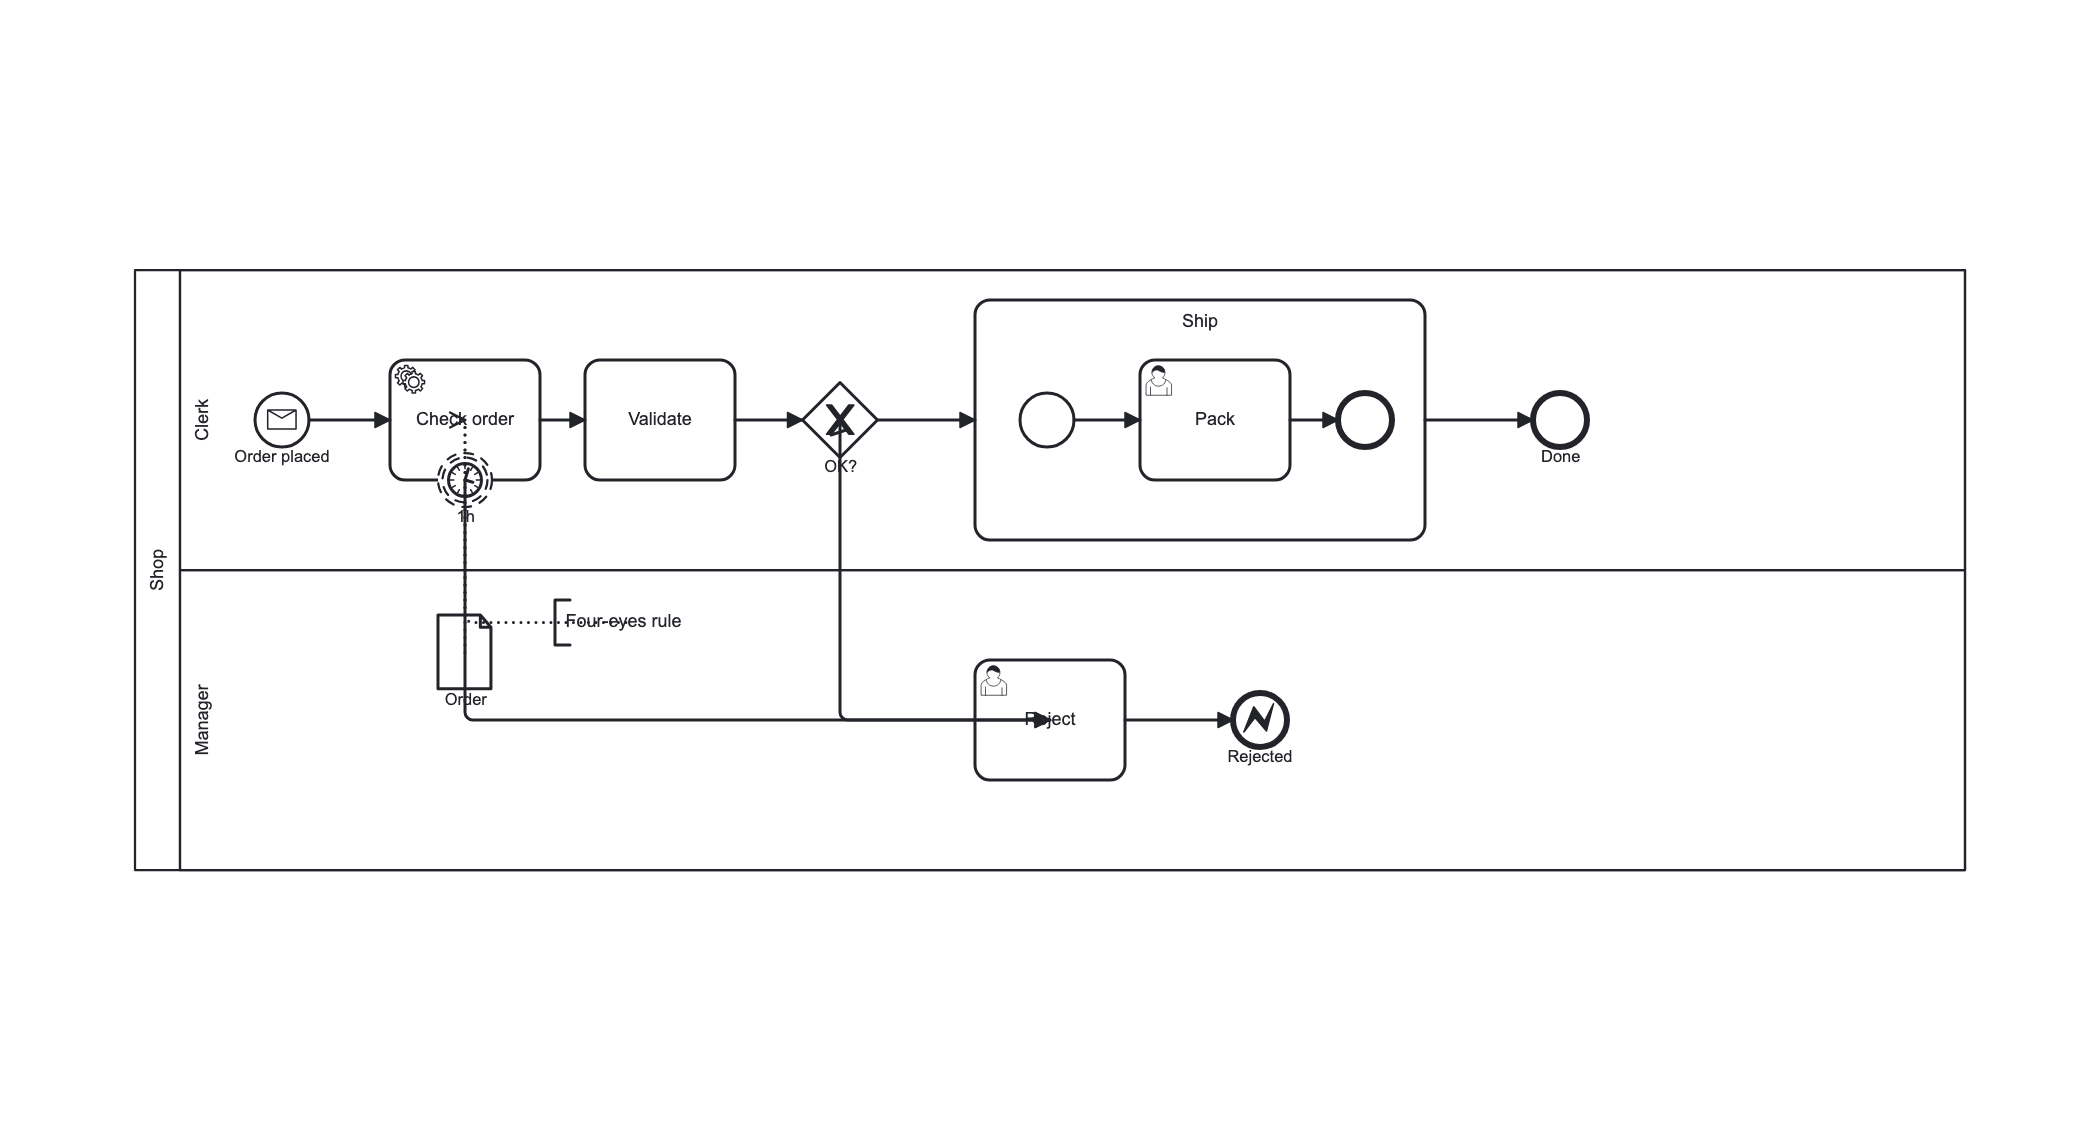 Shop
Clerk
Order placed
Check order
1h
Validate
OK?
Ship
Pack
Done
Manager
Four-eyes rule
Order
Reject
Rejected